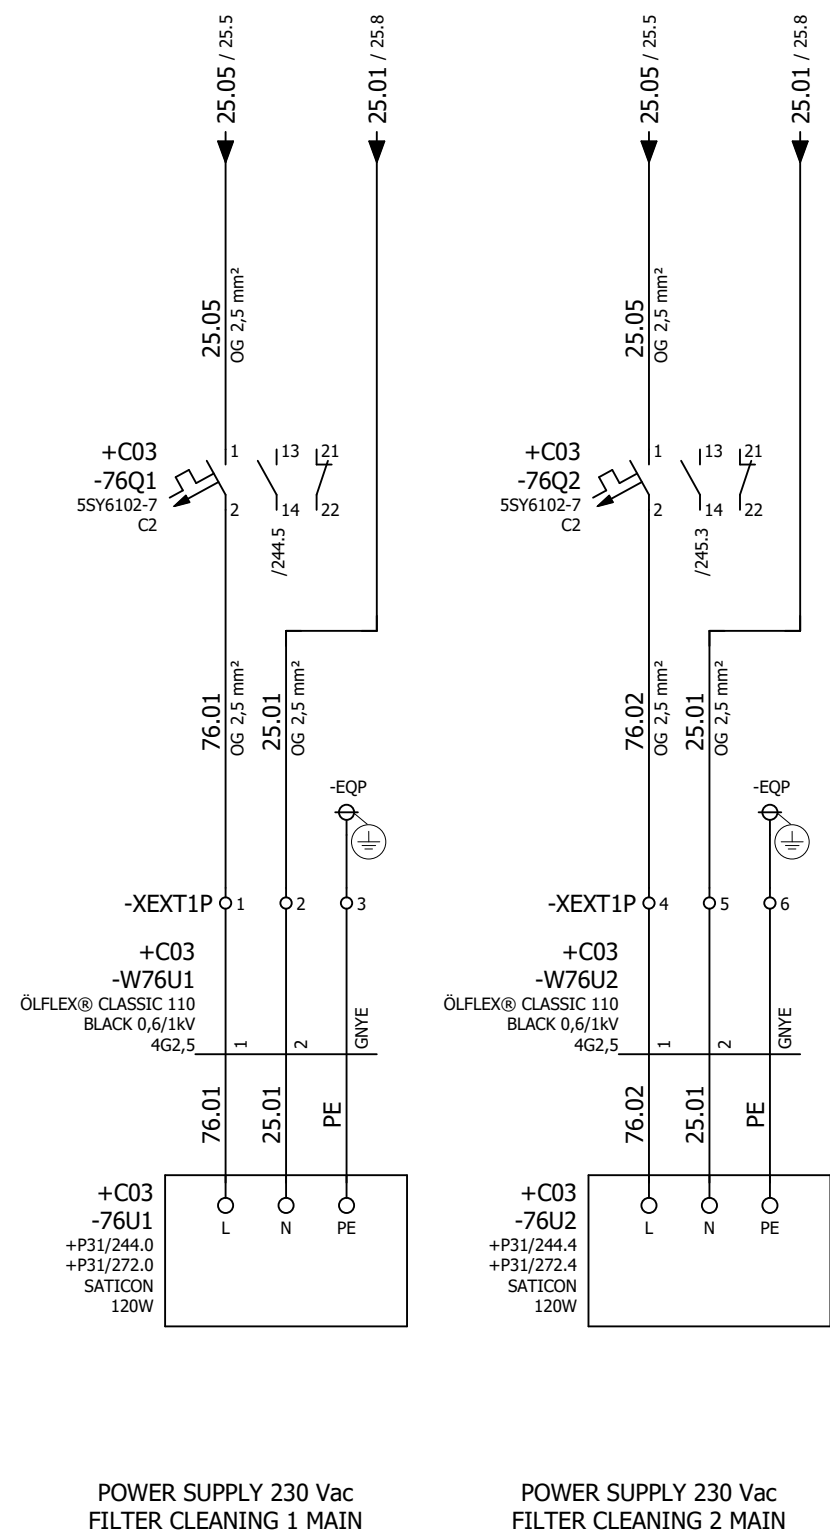 25.05 / 25.5
25.01 / 25.8
25.05
OG 2,5 mm²
+C03
-76Q1
5SY6102-7
C2
1
2
13
14
21
22
/244.5
76.01
OG 2,5 mm²
25.01
OG 2,5 mm²
-EQP
-XEXT1P
1
2
3
+C03
-W76U1
ÖLFLEX® CLASSIC 110
BLACK 0,6/1kV
4G2,5
1
2
GNYE
76.01
25.01
PE
+C03
-76U1
+P31/244.0
+P31/272.0
SATICON
120W
L
N
PE
POWER SUPPLY 230 Vac
FILTER CLEANING 1 MAIN
25.05 / 25.5
25.01 / 25.8
25.05
OG 2,5 mm²
+C03
-76Q2
5SY6102-7
C2
1
2
13
14
21
22
/245.3
76.02
OG 2,5 mm²
25.01
OG 2,5 mm²
-EQP
-XEXT1P
4
5
6
+C03
-W76U2
ÖLFLEX® CLASSIC 110
BLACK 0,6/1kV
4G2,5
1
2
GNYE
76.02
25.01
PE
+C03
-76U2
+P31/244.4
+P31/272.4
SATICON
120W
L
N
PE
POWER SUPPLY 230 Vac
FILTER CLEANING 2 MAIN